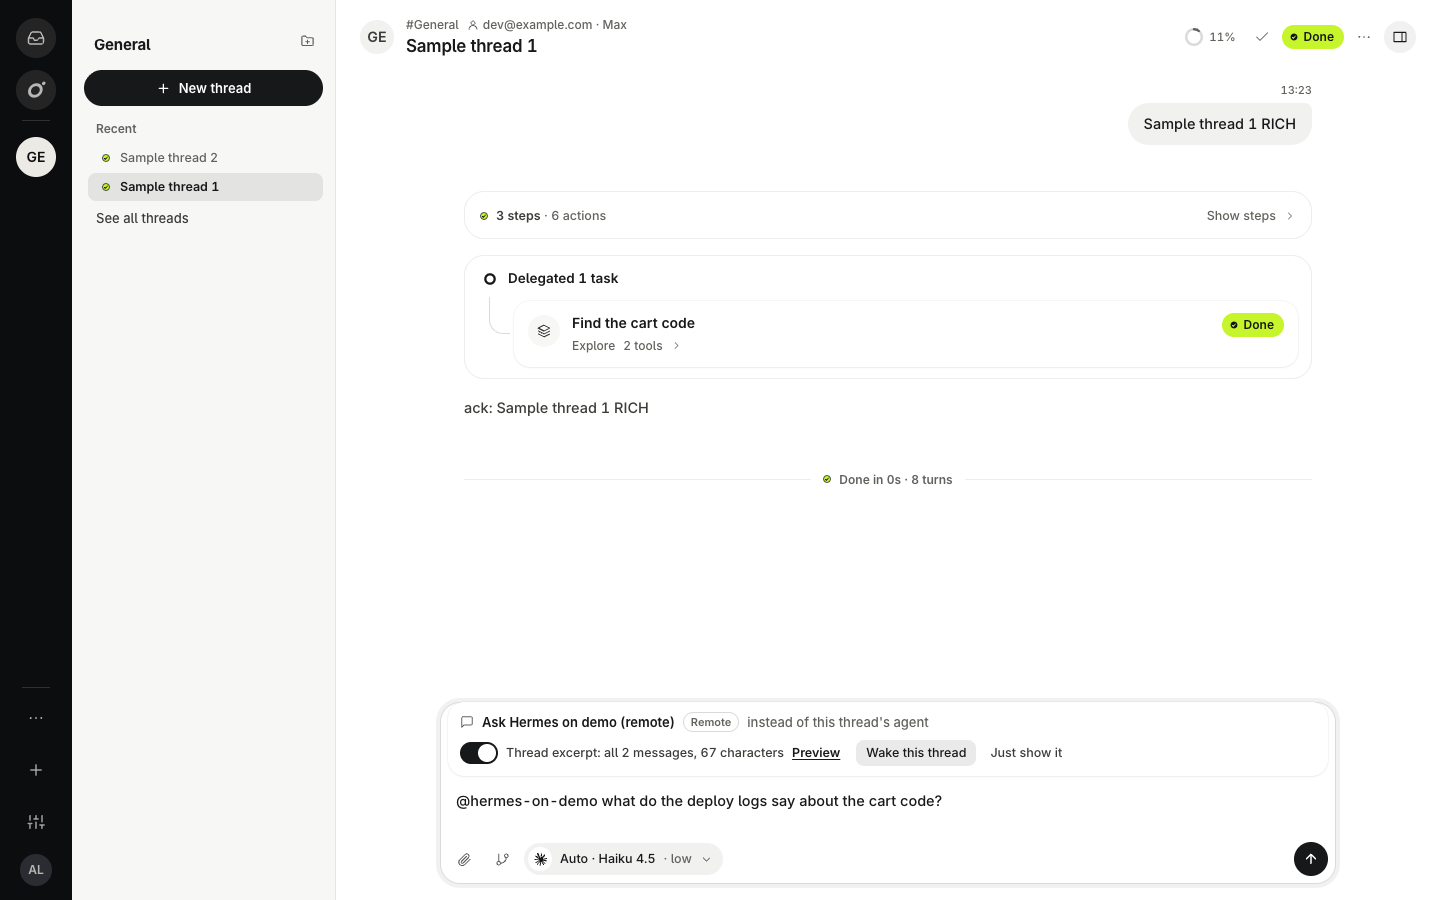 GE
#General dev@example.com · Max
Sample thread 1
11%
Done
General
New thread
Recent
Sample thread 2
Sample thread 1
See all threads
GE
AL
13:23
Sample thread 1 RICH
3 steps · 6 actions
Show steps
Delegated 1 task
Find the cart code
Done
Explore 2 tools
ack: Sample thread 1 RICH
Done in 0s · 8 turns
Ask Hermes on demo (remote) Remote instead of this thread's agent
Thread excerpt: all 2 messages, 67 characters Preview Wake this thread Just show it
@hermes-on-demo what do the deploy logs say about the cart code?
Auto · Haiku 4.5 · low